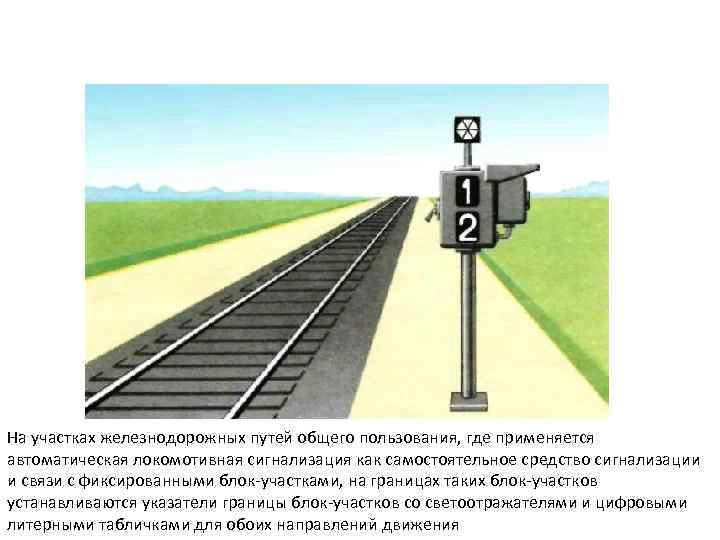 1
2
На участках железнодорожных путей общего пользования, где применяется
автоматическая локомотивная сигнализация как самостоятельное средство сигнализации
и связи с фиксированными блок-участками, на границах таких блок-участков
устанавливаются указатели границы блок-участков со светоотражателями и цифровыми
литерными табличками для обоих направлений движения